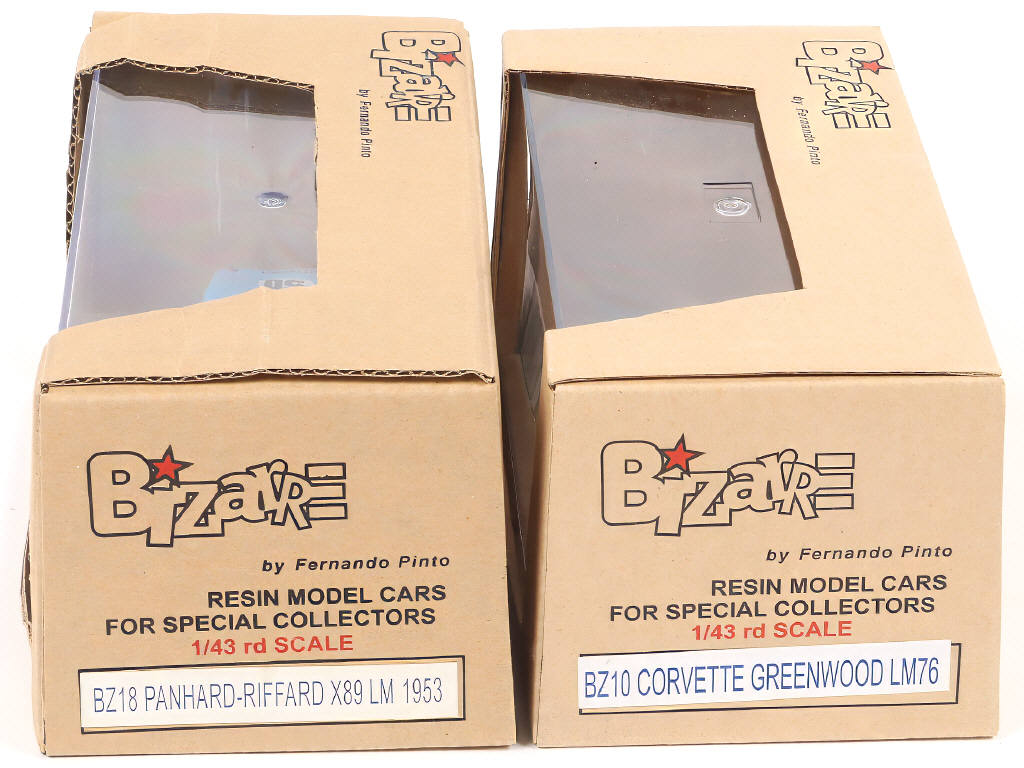 BiZaRRE
by Fernando Pinto
BiZaRRE
by Fernando Pinto
BiZaRRE
by Fernando Pinto
RESIN MODEL CARS
FOR SPECIAL COLLECTORS
1/43 rd SCALE
BZ18 PANHARD-RIFFARD X89 LM 1953
BiZaRRE
by Fernando Pinto
RESIN MODEL CARS
FOR SPECIAL COLLECTORS
1/43 rd SCALE
BZ10 CORVETTE GREENWOOD LM76